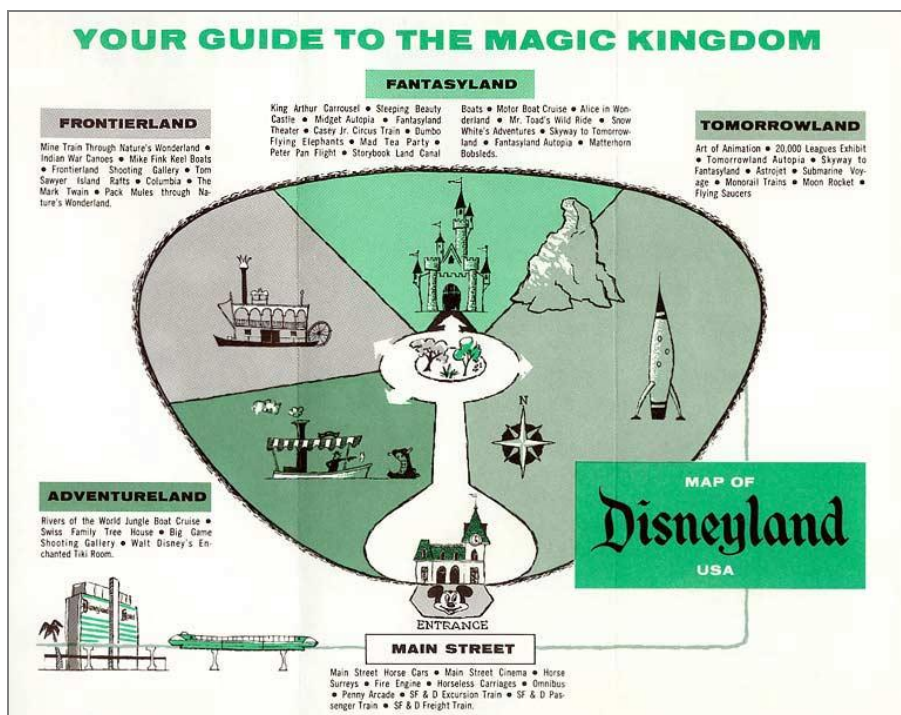 YOUR GUIDE TO THE MAGIC KINGDOM
FANTASYLAND
King Arthur Carrousel ● Sleeping Beauty
Castle ● Midget Autopia ● Fantasyland
Theater ● Casey Jr. Circus Train ● Dumbo
Flying Elephants ● Mad Tea Party ●
Peter Pan Flight ● Storybook Land Canal
Boats ● Motor Boat Cruise ● Alice in Won-
derland ● Mr. Toad's Wild Ride ● Snow
White's Adventures ● Skyway to Tomorrow-
land ● Fantasyland Autopia ● Matterhorn
Bobsleds.
FRONTIERLAND
Mine Train Through Nature's Wonderland ●
Indian War Canoes ● Mike Fink Keel Boats
● Frontierland Shooting Gallery ● Tom
Sawyer Island Rafts ● Columbia ● The
Mark Twain ● Pack Mules through Na-
ture's Wonderland.
TOMORROWLAND
Art of Animation ● 20,000 Leagues Exhibit
● Tomorrowland Autopia ● Skyway to
Fantasyland ● Astrojet ● Submarine Voy-
age ● Monorail Trains ● Moon Rocket ●
Flying Saucers
N
ADVENTURELAND
Rivers of the World Jungle Boat Cruise ●
Swiss Family Tree House ● Big Game
Shooting Gallery ● Walt Disney's En-
chanted Tiki Room.
MAP OF
Disneyland
USA
Disneyland Hotel
ENTRANCE
MAIN STREET
Main Street Horse Cars ● Main Street Cinema ● Horse
Surreys ● Fire Engine ● Horseless Carriages ● Omnibus
● Penny Arcade ● SF & D Excursion Train ● SF & D Pas-
senger Train ● SF & D Freight Train.